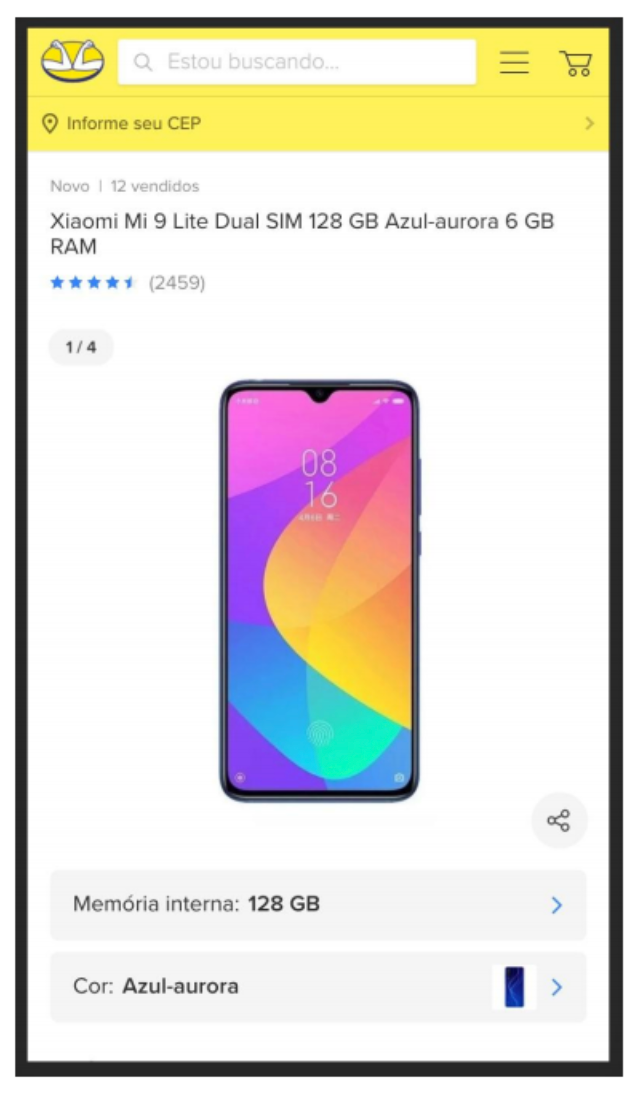 Estou buscando...
Informe seu CEP
Novo | 12 vendidos
Xiaomi Mi 9 Lite Dual SIM 128 GB Azul-aurora 6 GB
RAM
(2459)
1 / 4
08
16
Memória interna: 128 GB
Cor: Azul-aurora